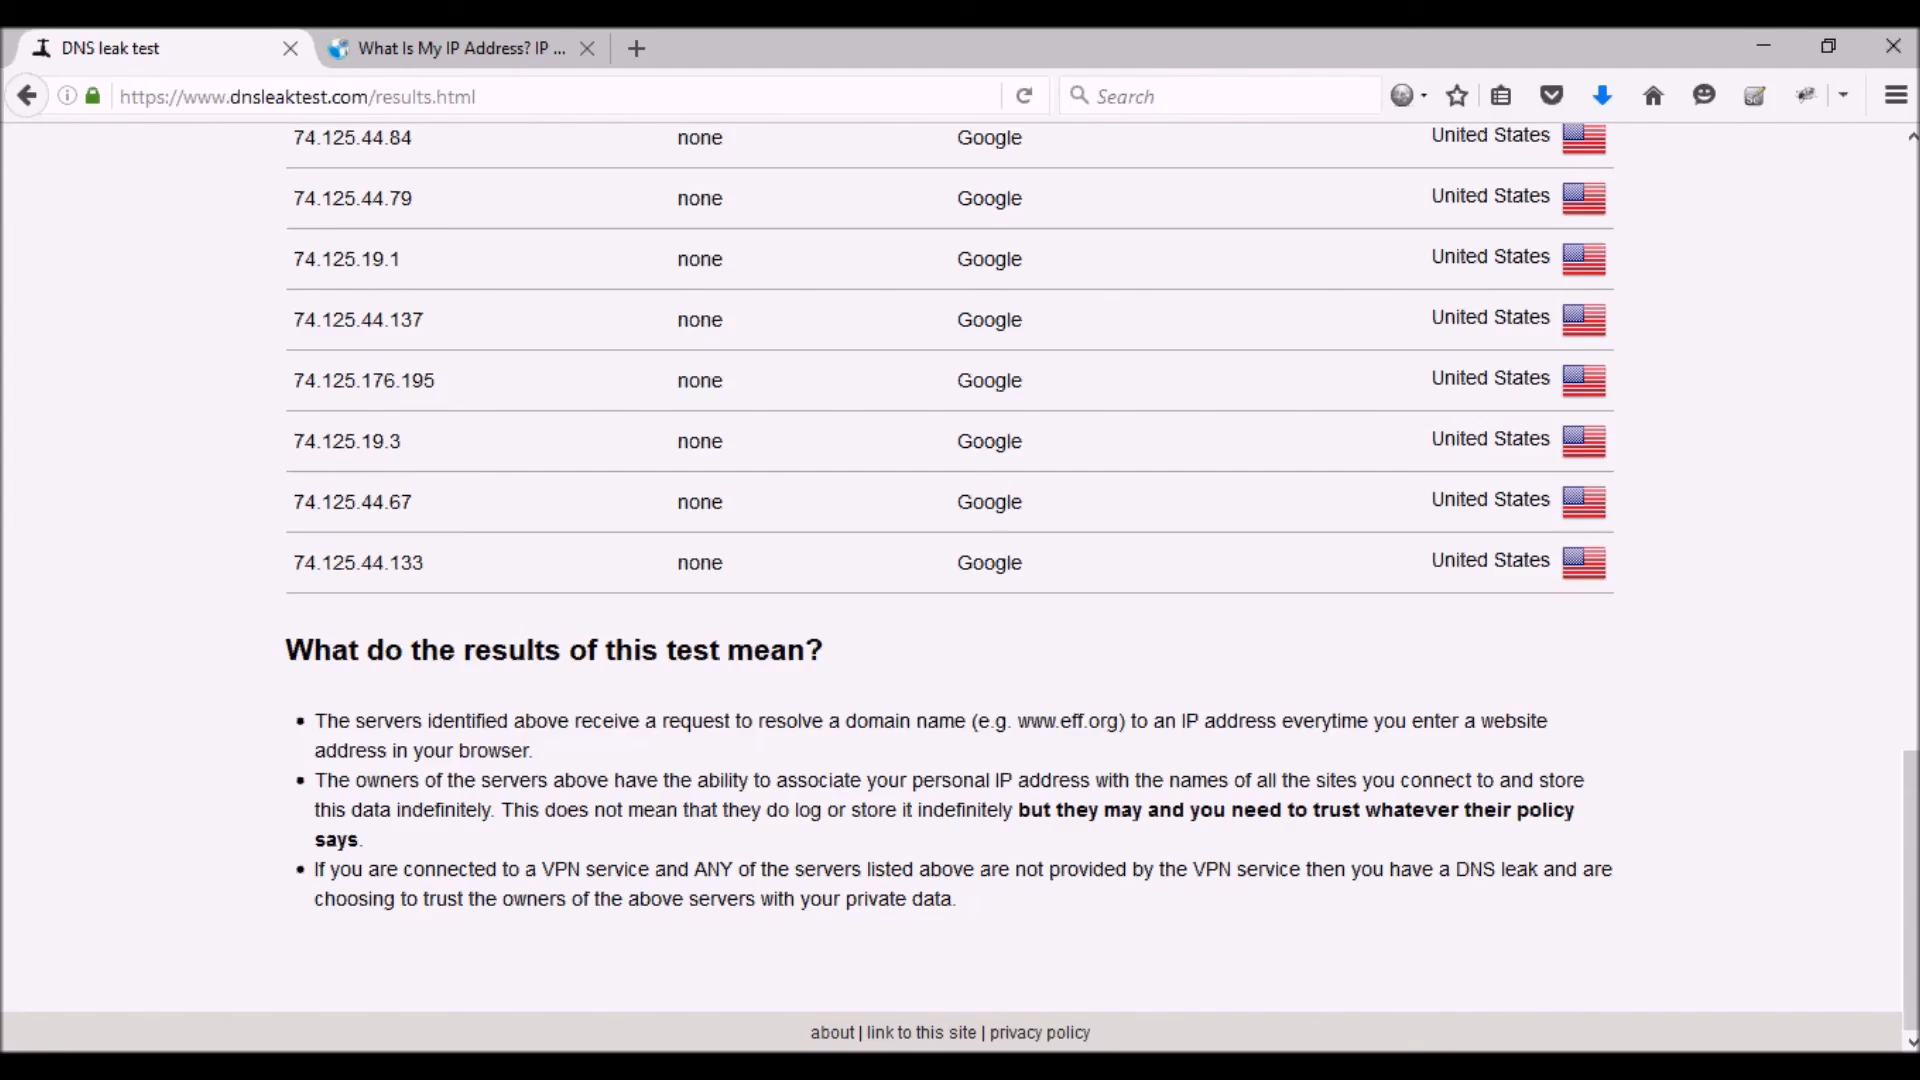 DNS leak test
What Is My IP Address? IP ...
https://www.dnsleaktest.com/results.html
Search
74.125.44.84 none Google United States
74.125.44.79 none Google United States
74.125.19.1 none Google United States
74.125.44.137 none Google United States
74.125.176.195 none Google United States
74.125.19.3 none Google United States
74.125.44.67 none Google United States
74.125.44.133 none Google United States
What do the results of this test mean?
The servers identified above receive a request to resolve a domain name (e.g. www.eff.org) to an IP address everytime you enter a website
address in your browser.
The owners of the servers above have the ability to associate your personal IP address with the names of all the sites you connect to and store
this data indefinitely. This does not mean that they do log or store it indefinitely but they may and you need to trust whatever their policy
says.
If you are connected to a VPN service and ANY of the servers listed above are not provided by the VPN service then you have a DNS leak and are
choosing to trust the owners of the above servers with your private data.
about | link to this site | privacy policy